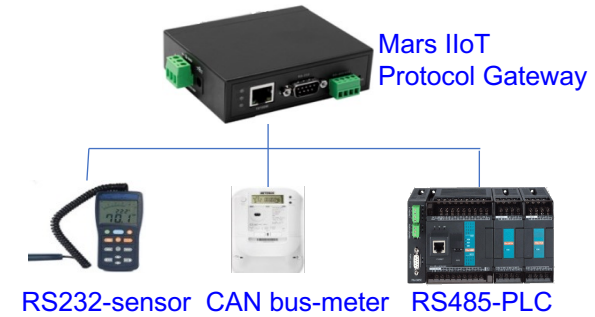 Mars IIoT
Protocol Gateway
RS232-sensor CAN bus-meter RS485-PLC